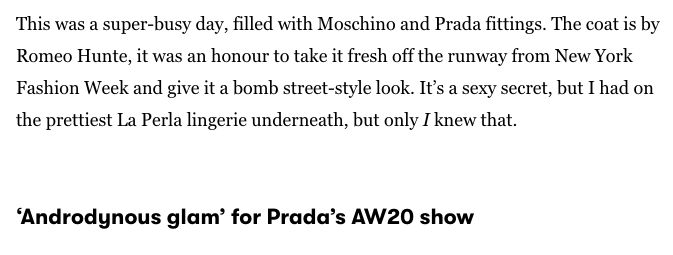 This was a super-busy day, filled with Moschino and Prada fittings. The coat is by
Romeo Hunte, it was an honour to take it fresh off the runway from New York
Fashion Week and give it a bomb street-style look. It’s a sexy secret, but I had on
the prettiest La Perla lingerie underneath, but only I knew that.
‘Androdynous glam’ for Prada’s AW20 show